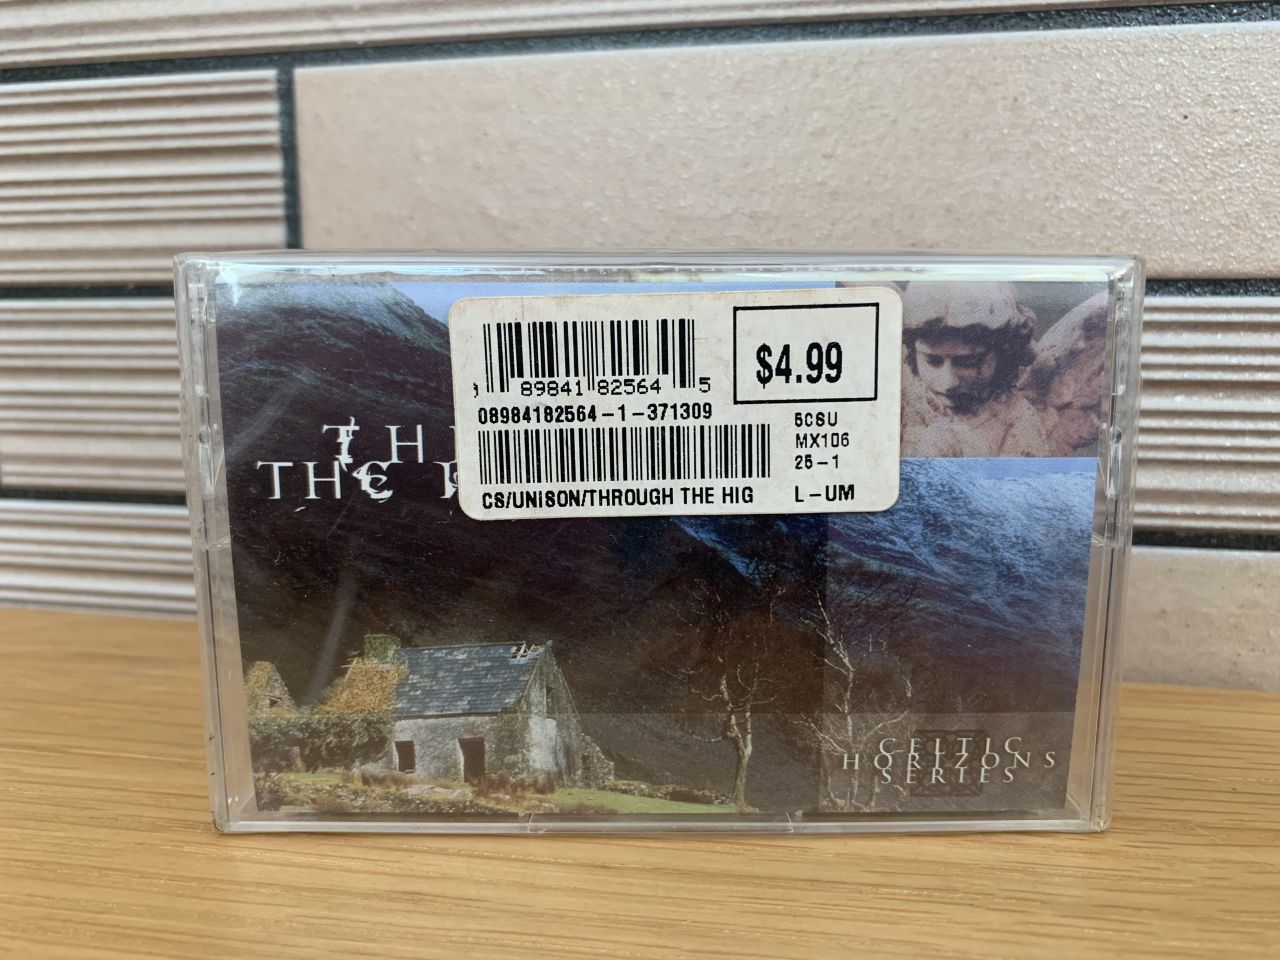 89841 82564 5
$4.99
08984182564-1-371309
5CSU
MX106
25-1
CS/UNISON/THROUGH THE HIG
L-UM
TH
THE
CELTIC
HORIZONS
SERIES